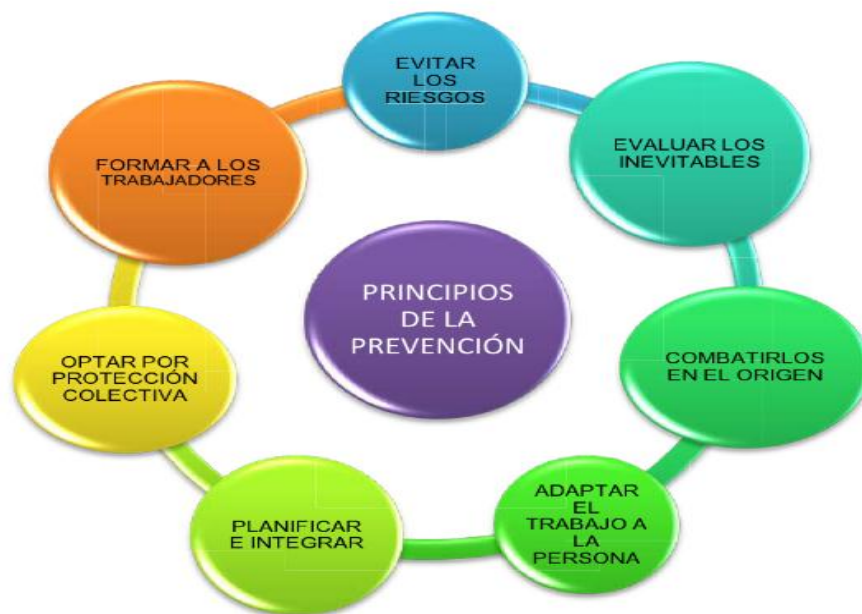 EVITAR
LOS
RIESGOS
EVALUAR LOS
INEVITABLES
COMBATIRLOS
EN EL ORIGEN
ADAPTAR
EL
TRABAJO A
LA
PERSONA
PLANIFICAR
E INTEGRAR
OPTAR POR
PROTECCIÓN
COLECTIVA
FORMAR A LOS
TRABAJADORES
PRINCIPIOS
DE LA
PREVENCIÓN